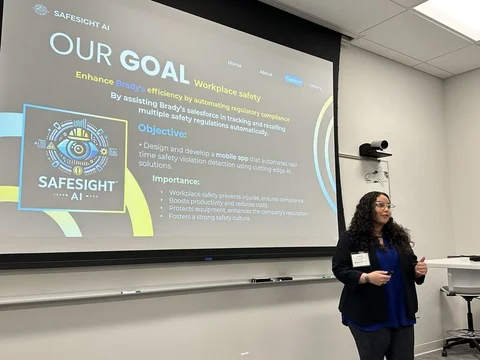 SAFESIGHT AI
Home
About
OUR GOAL
Workplace safety
Enhance Brady's efficiency by automating regulatory compliance
By assisting Brady's salesforce in tracking and recalling
multiple safety regulations automatically.
Objective:
• Design and develop a mobile app that automates real-
time safety violation detection using cutting-edge AI
solutions.
Importance:
• Workplace safety prevents injuries, ensures compliance
• Boosts productivity and reduces costs
• Protects equipment, enhances the company's reputation
• Fosters a strong safety culture
SAFESIGHT
AI